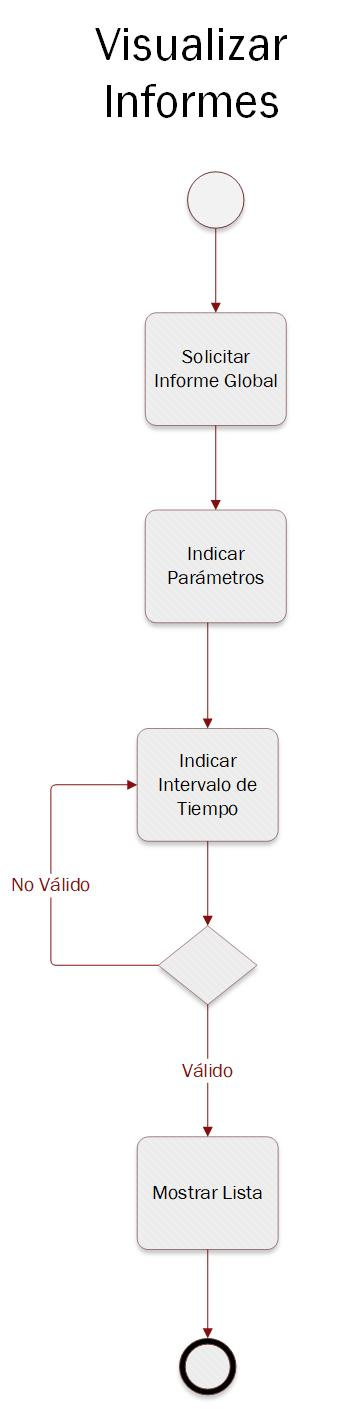 Visualizar
Informes
Solicitar
Informe Global
Indicar
Parámetros
Indicar
Intervalo de
Tiempo
No Válido
Válido
Mostrar Lista